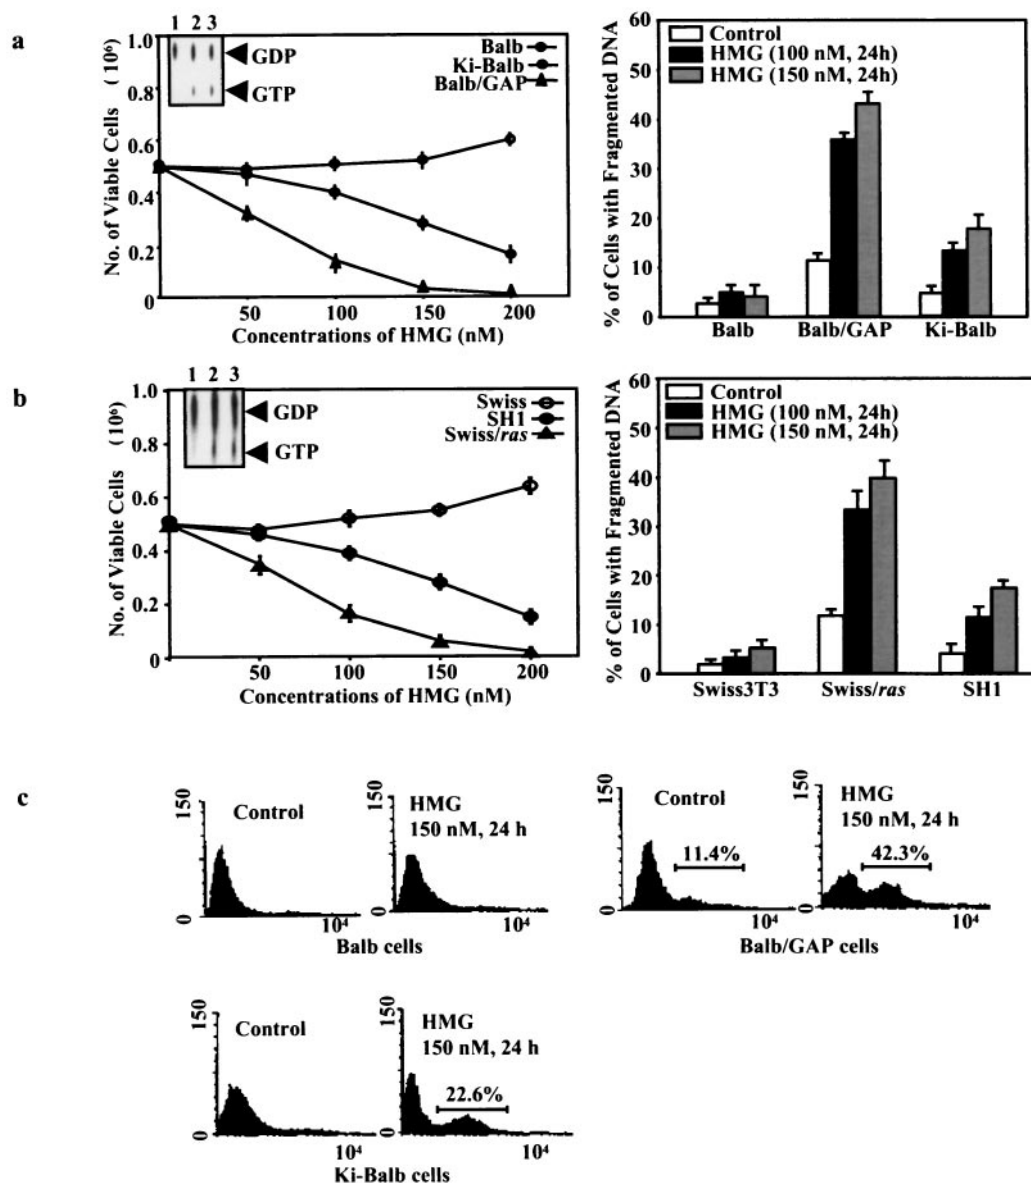 a
1 2 3
GDP
GTP
Balb
Ki-Balb
Balb/GAP
No. of Viable Cells (10⁶)
1.0
0.8
0.6
0.4
0.2
0
50 100 150 200
Concentrations of HMG (nM)
Control
HMG (100 nM, 24h)
HMG (150 nM, 24h)
% of Cells with Fragmented DNA
60
50
40
30
20
10
0
Balb Balb/GAP Ki-Balb
b
1 2 3
GDP
GTP
Swiss
SH1
Swiss/ras
No. of Viable Cells (10⁶)
1.0
0.8
0.6
0.4
0.2
0
50 100 150 200
Concentrations of HMG (nM)
Control
HMG (100 nM, 24h)
HMG (150 nM, 24h)
% of Cells with Fragmented DNA
60
50
40
30
20
10
0
Swiss3T3 Swiss/ras SH1
c
150
0
Control
10⁴
150
0
HMG
150 nM, 24 h
10⁴
Balb cells
150
0
Control
11.4%
10⁴
150
0
HMG
150 nM, 24 h
42.3%
10⁴
Balb/GAP cells
150
0
Control
10⁴
150
0
HMG
150 nM, 24 h
22.6%
10⁴
Ki-Balb cells